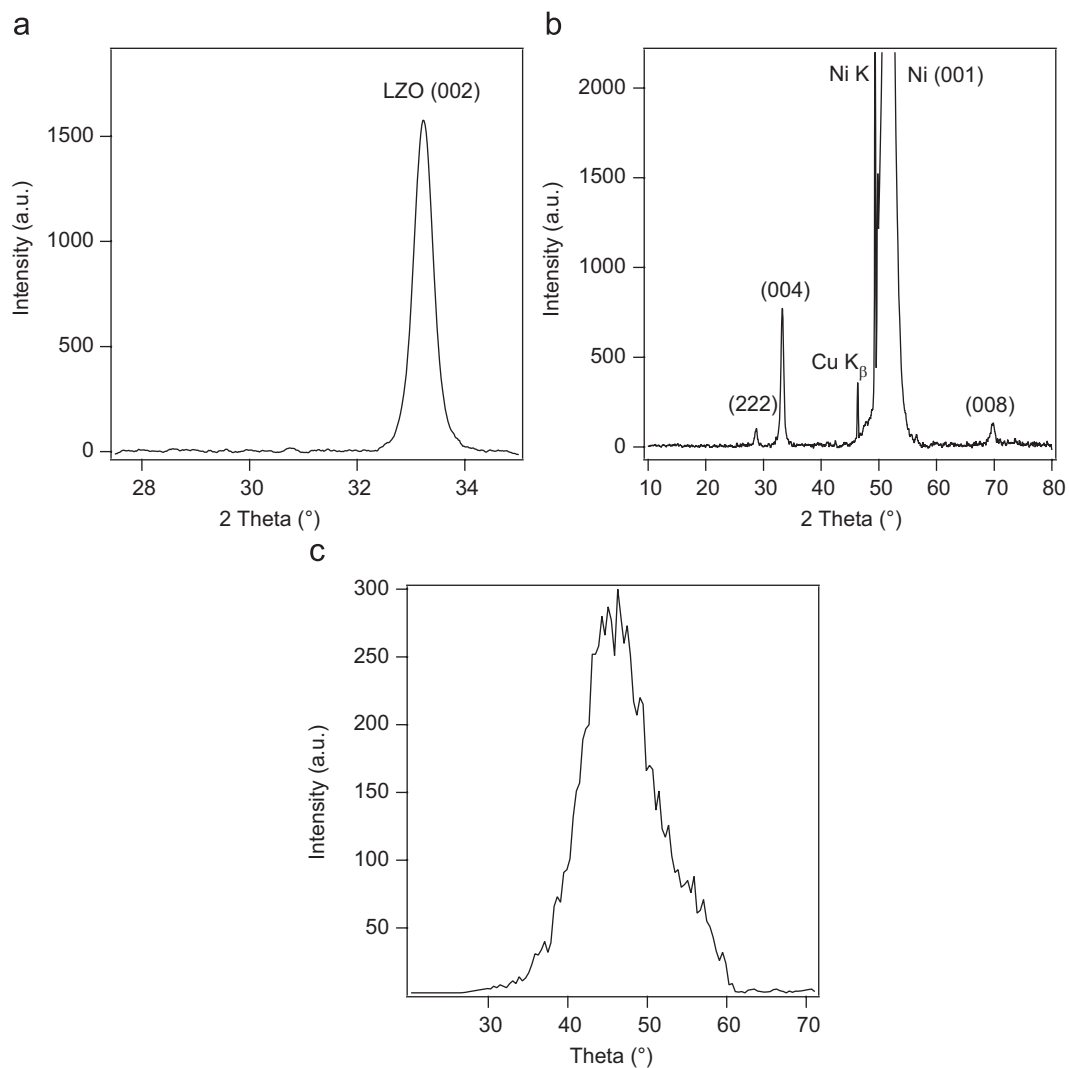 a
LZO (002)
1500
1000
500
0
Intensity (a.u.)
28 30 32 34
2 Theta (°)
b
Ni K
Ni (001)
2000
1500
1000
500
0
(004)
Cu Kβ
(222)
(008)
Intensity (a.u.)
10 20 30 40 50 60 70 80
2 Theta (°)
c
300
250
200
150
100
50
Intensity (a.u.)
30 40 50 60 70
Theta (°)